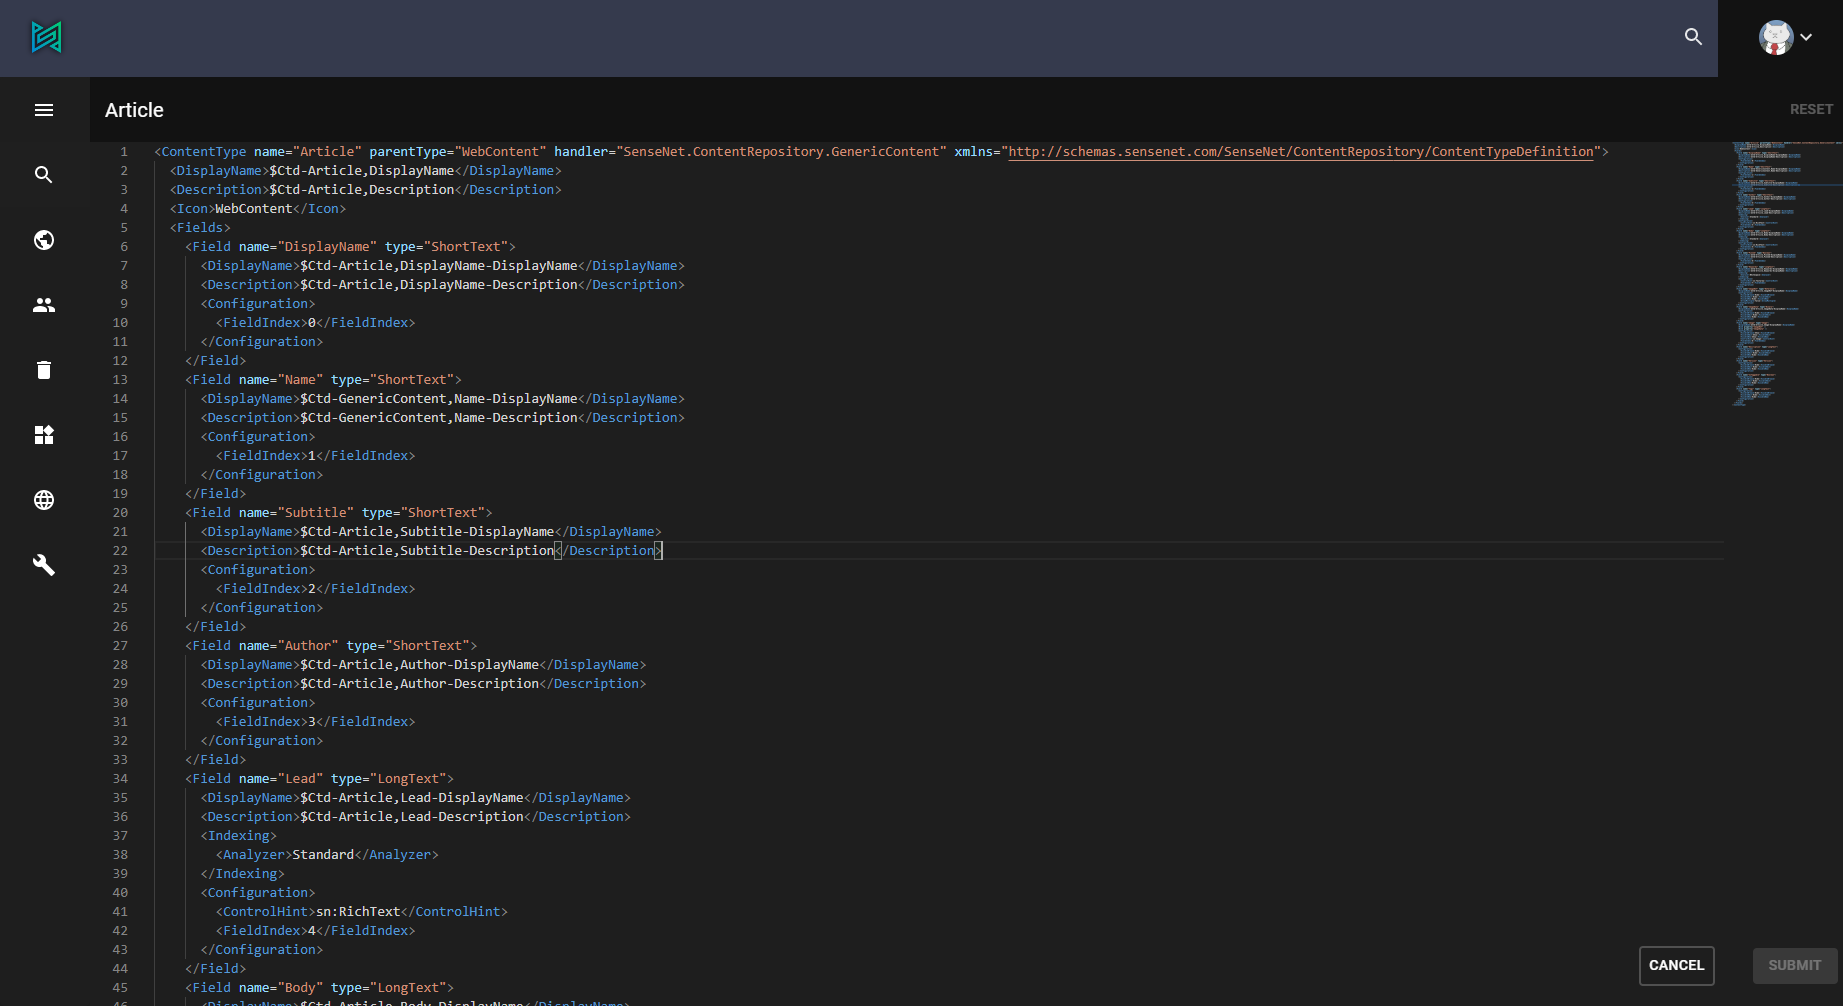 Article
RESET
1 <ContentType name="Article" parentType="WebContent" handler="SenseNet.ContentRepository.GenericContent" xmlns="http://schemas.sensenet.com/SenseNet/ContentRepository/ContentTypeDefinition">
2 <DisplayName>$Ctd-Article,DisplayName</DisplayName>
3 <Description>$Ctd-Article,Description</Description>
4 <Icon>WebContent</Icon>
5 <Fields>
6 <Field name="DisplayName" type="ShortText">
7 <DisplayName>$Ctd-Article,DisplayName-DisplayName</DisplayName>
8 <Description>$Ctd-Article,DisplayName-Description</Description>
9 <Configuration>
10 <FieldIndex>0</FieldIndex>
11 </Configuration>
12 </Field>
13 <Field name="Name" type="ShortText">
14 <DisplayName>$Ctd-GenericContent,Name-DisplayName</DisplayName>
15 <Description>$Ctd-GenericContent,Name-Description</Description>
16 <Configuration>
17 <FieldIndex>1</FieldIndex>
18 </Configuration>
19 </Field>
20 <Field name="Subtitle" type="ShortText">
21 <DisplayName>$Ctd-Article,Subtitle-DisplayName</DisplayName>
22 <Description>$Ctd-Article,Subtitle-Description</Description>
23 <Configuration>
24 <FieldIndex>2</FieldIndex>
25 </Configuration>
26 </Field>
27 <Field name="Author" type="ShortText">
28 <DisplayName>$Ctd-Article,Author-DisplayName</DisplayName>
29 <Description>$Ctd-Article,Author-Description</Description>
30 <Configuration>
31 <FieldIndex>3</FieldIndex>
32 </Configuration>
33 </Field>
34 <Field name="Lead" type="LongText">
35 <DisplayName>$Ctd-Article,Lead-DisplayName</DisplayName>
36 <Description>$Ctd-Article,Lead-Description</Description>
37 <Indexing>
38 <Analyzer>Standard</Analyzer>
39 </Indexing>
40 <Configuration>
41 <ControlHint>sn:RichText</ControlHint>
42 <FieldIndex>4</FieldIndex>
43 </Configuration>
44 </Field>
45 <Field name="Body" type="LongText">
46 <DisplayName>$Ctd-Article,Body-DisplayName</DisplayName>
CANCEL
SUBMIT